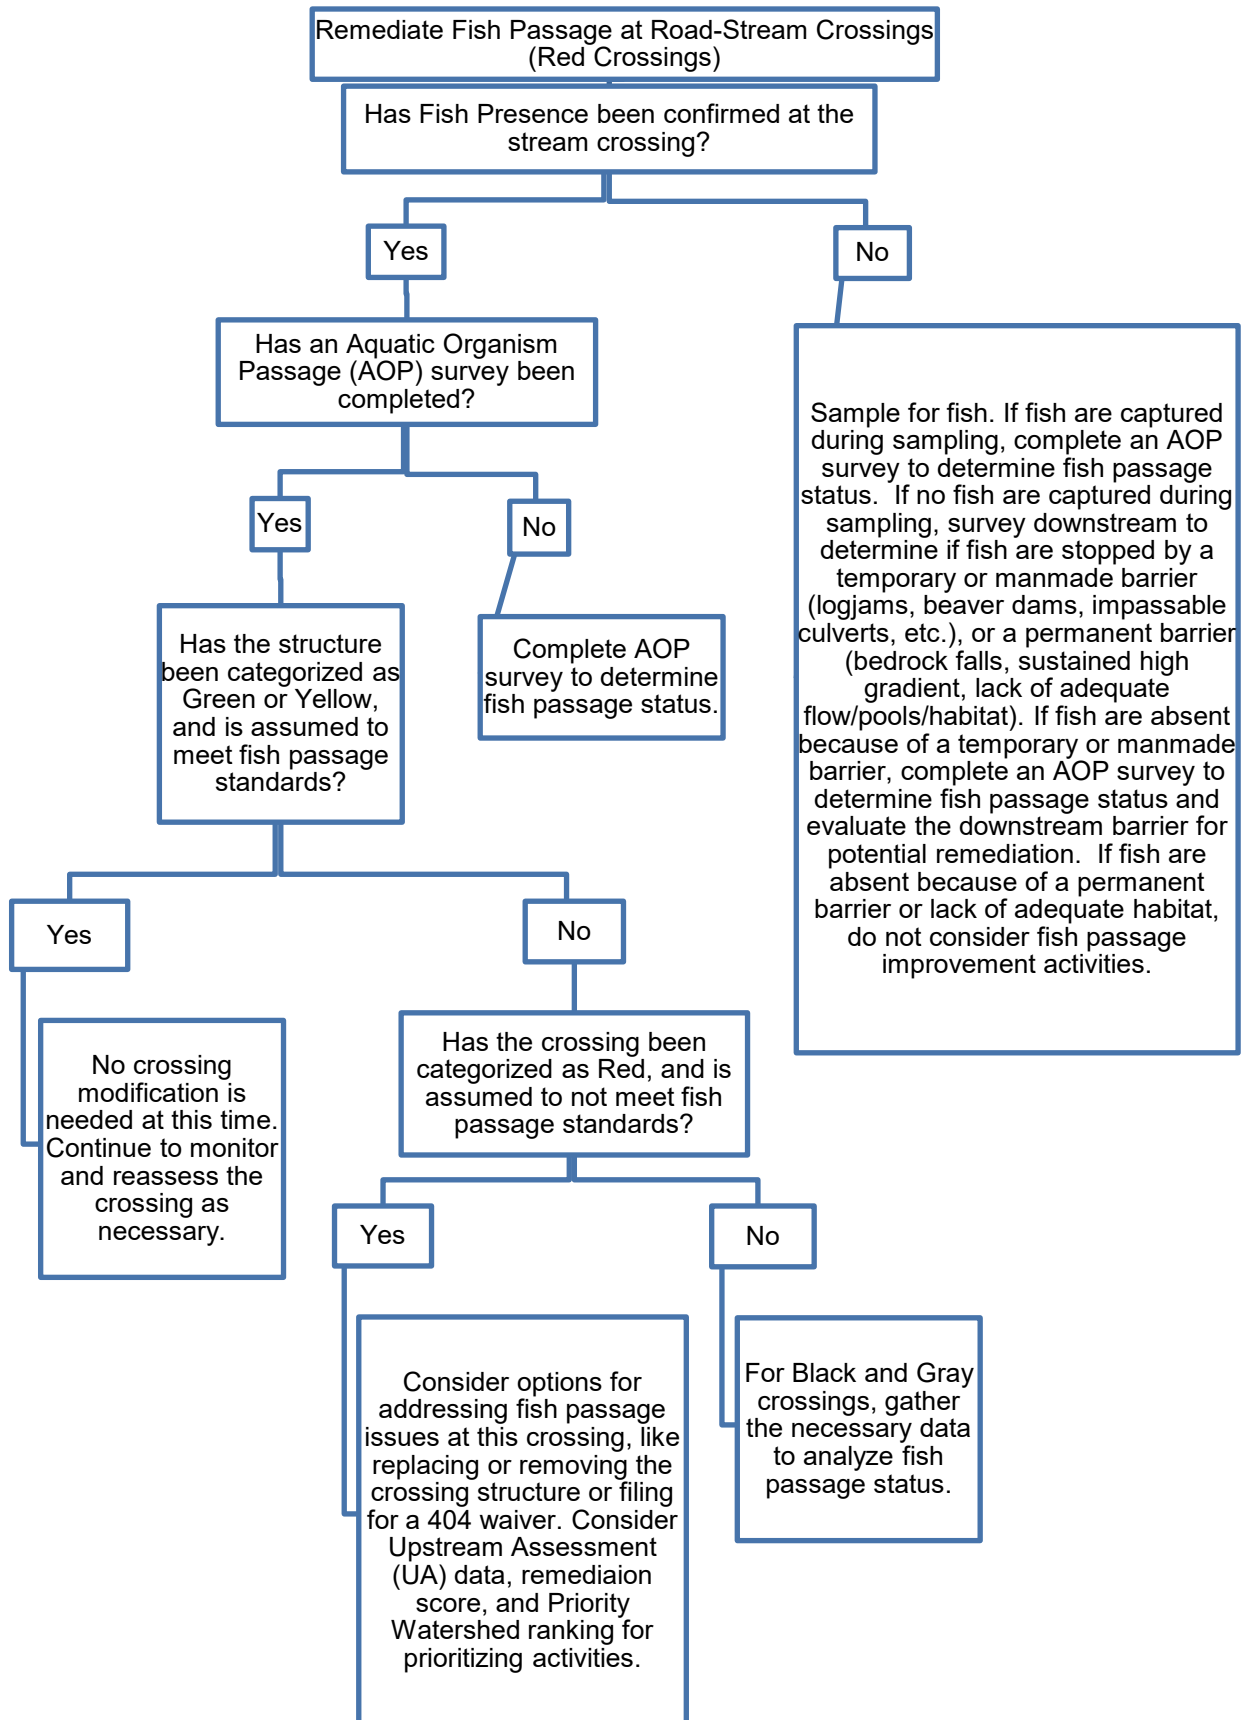 Remediate Fish Passage at Road-Stream Crossings
(Red Crossings)
Has Fish Presence been confirmed at the
stream crossing?
Yes
No
Has an Aquatic Organism
Passage (AOP) survey been
completed?
Sample for fish. If fish are captured
during sampling, complete an AOP
survey to determine fish passage
status.  If no fish are captured during
sampling, survey downstream to
determine if fish are stopped by a
temporary or manmade barrier
(logjams, beaver dams, impassable
culverts, etc.), or a permanent barrier
(bedrock falls, sustained high
gradient, lack of adequate
flow/pools/habitat). If fish are absent
because of a temporary or manmade
barrier, complete an AOP survey to
determine fish passage status and
evaluate the downstream barrier for
potential remediation.  If fish are
absent because of a permanent
barrier or lack of adequate habitat,
do not consider fish passage
improvement activities.
Yes
No
Has the structure
been categorized as
Green or Yellow,
and is assumed to
meet fish passage
standards?
Complete AOP
survey to determine
fish passage status.
Yes
No
No crossing
modification is
needed at this time.
Continue to monitor
and reassess the
crossing as
necessary.
Has the crossing been
categorized as Red, and is
assumed to not meet fish
passage standards?
Yes
No
Consider options for
addressing fish passage
issues at this crossing, like
replacing or removing the
crossing structure or filing
for a 404 waiver. Consider
Upstream Assessment
(UA) data, remediaion
score, and Priority
Watershed ranking for
prioritizing activities.
For Black and Gray
crossings, gather
the necessary data
to analyze fish
passage status.